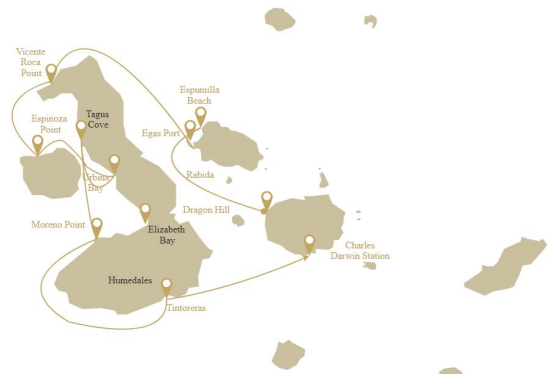 Vicente
Roca
Point
Espumilla
Beach
Tagus
Cove
Espinoza
Point
Egas Port
Urbina
Bay
Rabida
Dragon Hill
Moreno Point
Elizabeth
Bay
Charles
Darwin Station
Humedales
Tintoreras